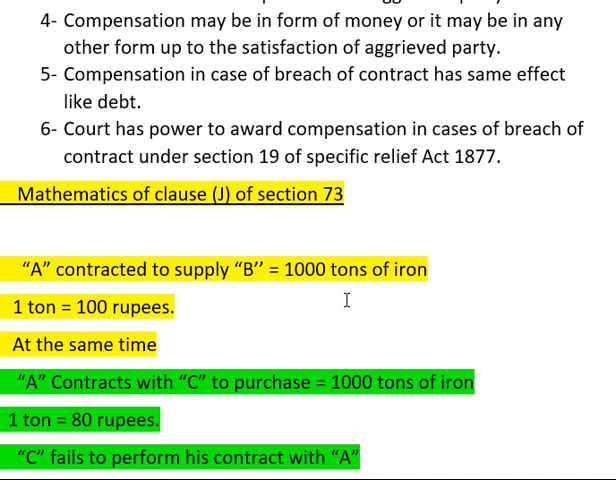 4- Compensation may be in form of money or it may be in any
other form up to the satisfaction of aggrieved party.
5- Compensation in case of breach of contract has same effect
like debt.
6- Court has power to award compensation in cases of breach of
contract under section 19 of specific relief Act 1877.
Mathematics of clause (J) of section 73
“A” contracted to supply “B’’ = 1000 tons of iron
1 ton = 100 rupees.
At the same time
“A” Contracts with “C” to purchase = 1000 tons of iron
1 ton = 80 rupees.
“C” fails to perform his contract with “A”